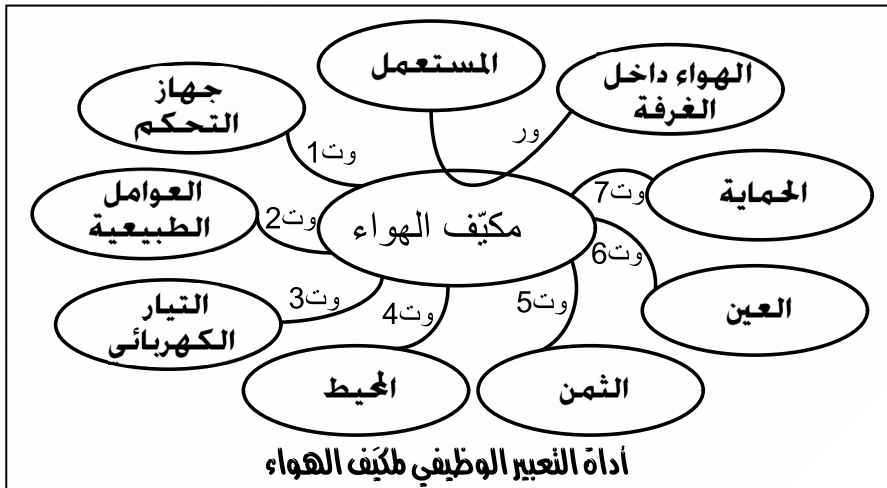 المستعمل
الهواء داخل
الغرفة
جهاز
التحكم
ور
وت1
وت7
الحماية
العوامل
الطبيعية
وت2
مكيّف الهواء
وت6
التيار
الكهربائي
وت3
وت4
وت5
العين
المحيط
الثمن
أداة التعبير الوظيفي لمكيّف الهواء